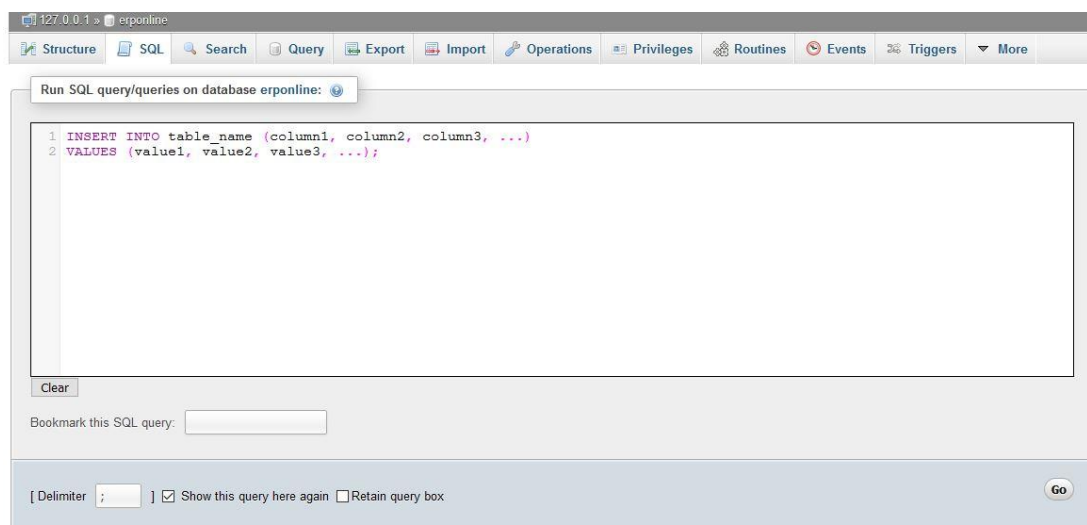 127.0.0.1 » erponline
Structure SQL Search Query Export Import Operations Privileges Routines Events Triggers More
Run SQL query/queries on database erponline:
1 INSERT INTO table_name (column1, column2, column3, ...)
2 VALUES (value1, value2, value3, ...);
Clear
Bookmark this SQL query:
[ Delimiter ; ] Show this query here again Retain query box
Go